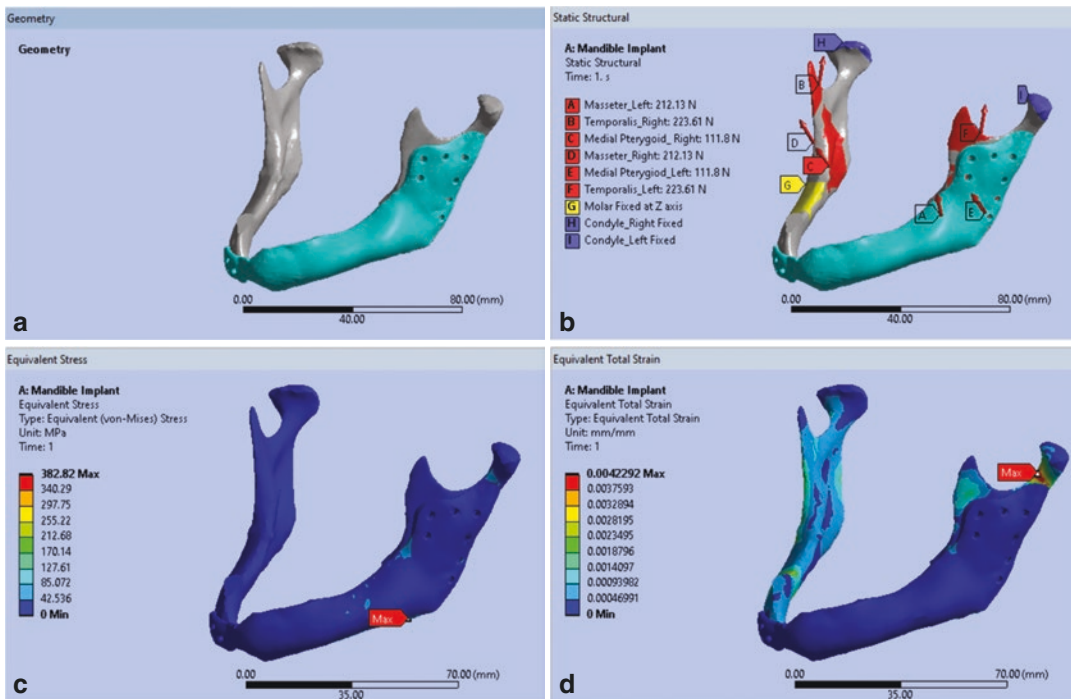 Geometry
Geometry
0.00
80.00 (mm)
40.00
a
Static Structural
A: Mandible Implant
Static Structural
Time: 1. s
A Masseter_Left: 212.13 N
B Temporalis_Right: 223.61 N
C Medial Pterygoid_ Right: 111.8 N
D Masseter_Right: 212.13 N
E Medial Pterygiod_Left: 111.8 N
F Temporalis_Left: 223.61 N
G Molar Fixed at Z axis
H Condyle_Right Fixed
I Condyle_Left Fixed
H
B
I
D
F
C
G
A
E
0.00
80.00 (mm)
40.00
b
Equivalent Stress
A: Mandible Implant
Equivalent Stress
Type: Equivalent (von-Mises) Stress
Unit: MPa
Time: 1
382.82 Max
340.29
297.75
255.22
212.68
170.14
127.61
85.072
42.536
0 Min
Max
0.00
70.00 (mm)
35.00
c
Equivalent Total Strain
A: Mandible Implant
Equivalent Total Strain
Type: Equivalent Total Strain
Unit: mm/mm
Time: 1
0.0042292 Max
0.0037593
0.0032894
0.0028195
0.0023495
0.0018796
0.0014097
0.00093982
0.00046991
0 Min
Max
0.00
70.00 (mm)
35.00
d